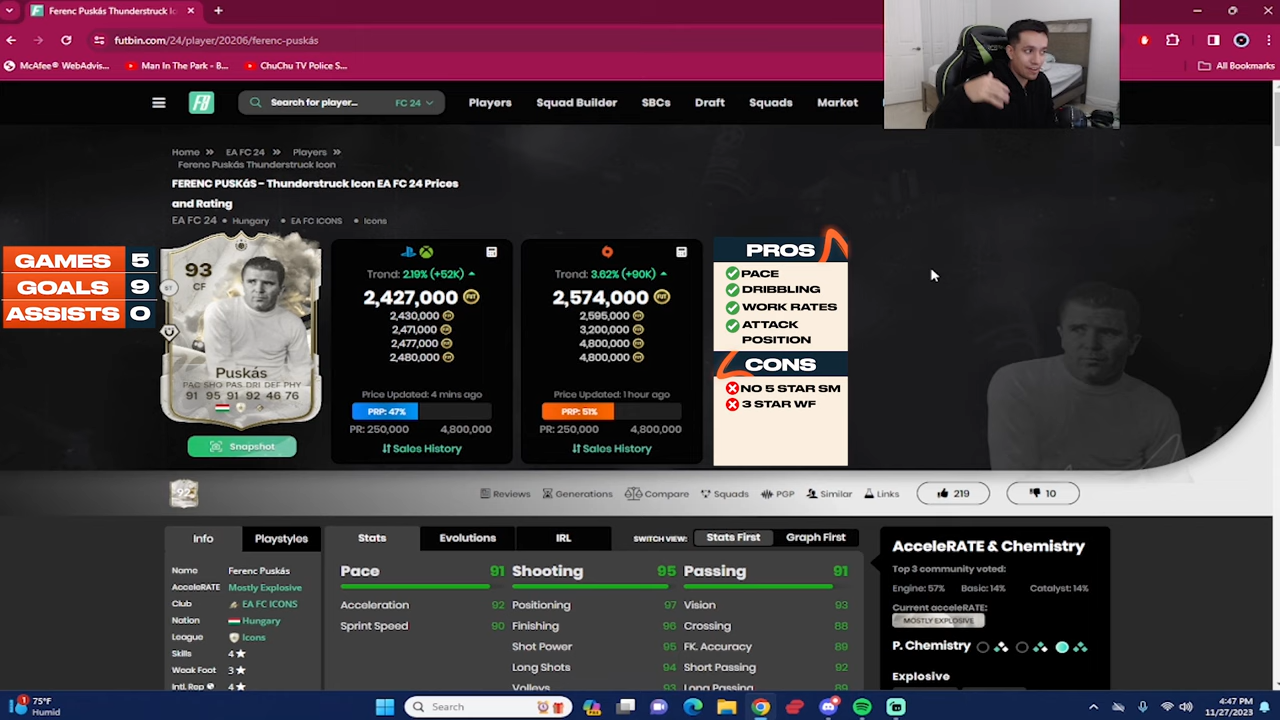 Ferenc Puskás Thunderstruck Ic
futbin.com/24/player/20206/ferenc-puskás
McAfee® WebAdvis...
Man In The Park - B...
ChuChu TV Police S...
All Bookmarks
Search for player...
FC 24
Players
Squad Builder
SBCs
Draft
Squads
Market
Home
EA FC 24
Players
Ferenc Puskás Thunderstruck Icon
FERENC PUSKáS - Thunderstruck Icon EA FC 24 Prices
and Rating
EA FC 24
Hungary
EA FC ICONS
Icons
GAMES 5
GOALS 9
ASSISTS 0
93
CF
ST
Puskás
PAC SHO PAS DRI DEF PHY
91 95 91 92 46 76
Snapshot
Trend: 2.19% (+52K)
2,427,000
2,430,000
2,471,000
2,477,000
2,480,000
Price Updated: 4 mins ago
PRP: 47%
PR: 250,000
4,800,000
Sales History
Trend: 3.62% (+90K)
2,574,000
2,595,000
3,200,000
4,800,000
4,800,000
Price Updated: 1 hour ago
PRP: 51%
PR: 250,000
4,800,000
Sales History
PROS
PACE
DRIBBLING
WORK RATES
ATTACK
POSITION
CONS
NO 5 STAR SM
3 STAR WF
92
Reviews
Generations
Compare
Squads
PGP
Similar
Links
219
10
Info
Playstyles
Name Ferenc Puskás
AcceleRATE Mostly Explosive
Club EA FC ICONS
Nation Hungary
League Icons
Skills 4
Weak Foot 3
Intl. Rep 4
Stats
Evolutions
IRL
SWITCH VIEW:
Stats First
Graph First
Pace 91
Acceleration 92
Sprint Speed 90
Shooting 95
Positioning 97
Finishing 96
Shot Power 95
Long Shots 94
Volleys 93
Passing 91
Vision 93
Crossing 88
FK. Accuracy 89
Short Passing 92
Long Passing 89
AcceleRATE & Chemistry
Top 3 community voted:
Engine: 57%
Basic: 14%
Catalyst: 14%
Current acceleRATE:
MOSTLY EXPLOSIVE
P. Chemistry
Explosive
75°F
Humid
Search
4:47 PM
11/27/2023